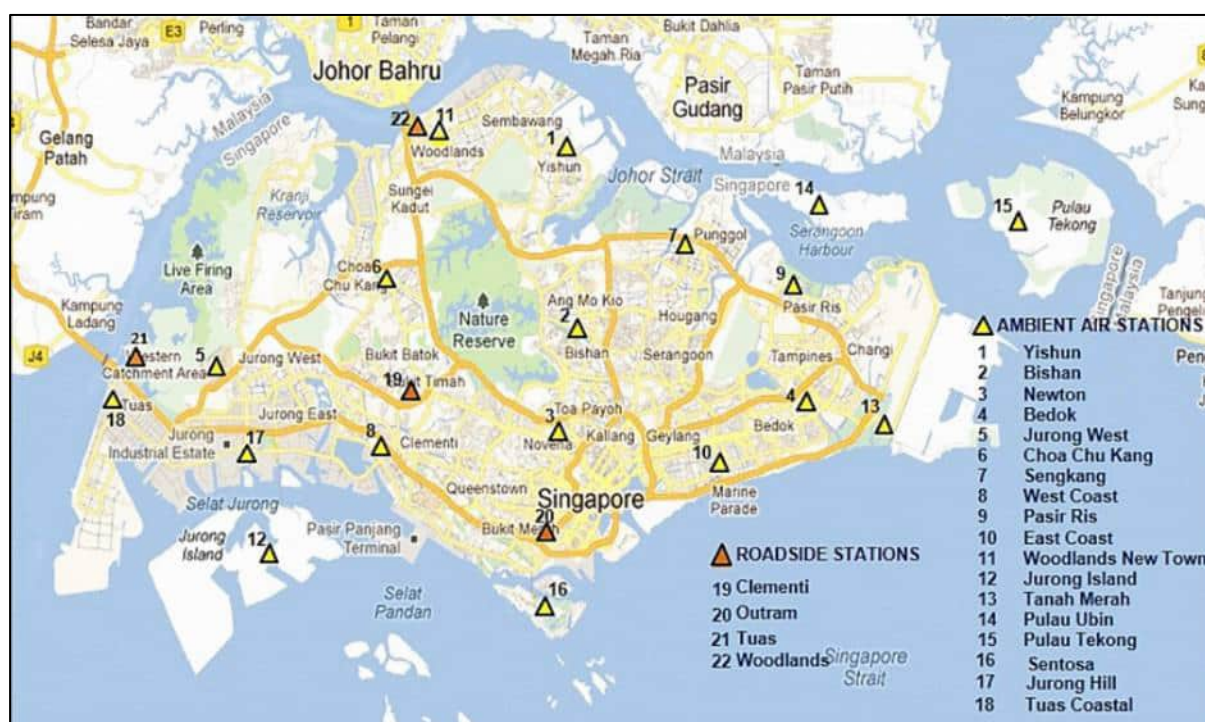 Bandar
Selesa Jaya
E3
Perling
1
Taman
Pelangi
Johor Bahru
Taman
Megah Ria
Bukit Dahlia
Pasir
Gudang
Taman
Pasir Putih
Kampung
Belungkor
Gelang
Patah
Malaysia
Singapore
22
11
Woodlands
Sembawang
1
Yishun
Johor Strait
Malaysia
Singapore
14
Serangoon
Harbour
15
Pulau
Tekong
Singapore
Malaysia
Kranji
Reservoir
Sungei
Kadut
Live Firing
Area
6
Choa
Chu Kang
7
Punggol
9
Pasir Ris
Nature
Reserve
Ang Mo Kio
2
Bishan
Hougang
Serangoon
Tampines
Changi
Kampung
Ladang
J4
21
Western
Catchment Area
5
Jurong West
Bukit Batok
19
Bukit Timah
18
Tuas
Jurong East
Jurong
Industrial Estate
17
8
Clementi
3
Novena
Toa Payoh
Kallang
Geylang
4
Bedok
13
10
Marine
Parade
Queenstown
Singapore
20
Bukit Merah
Selat Jurong
Jurong
Island
12
Pasir Panjang
Terminal
Selat
Pandan
16
Singapore
Strait
AMBIENT AIR STATIONS
1 Yishun
2 Bishan
3 Newton
4 Bedok
5 Jurong West
6 Choa Chu Kang
7 Sengkang
8 West Coast
9 Pasir Ris
10 East Coast
11 Woodlands New Town
12 Jurong Island
13 Tanah Merah
14 Pulau Ubin
15 Pulau Tekong
16 Sentosa
17 Jurong Hill
18 Tuas Coastal
ROADSIDE STATIONS
19 Clementi
20 Outram
21 Tuas
22 Woodlands